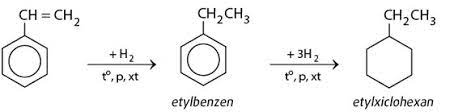 CH=CH₂
CH₂CH₃
CH₂CH₃
+ H₂
t°, p, xt
+ 3H₂
t°, p, xt
etylbenzen
etylxiclohexan